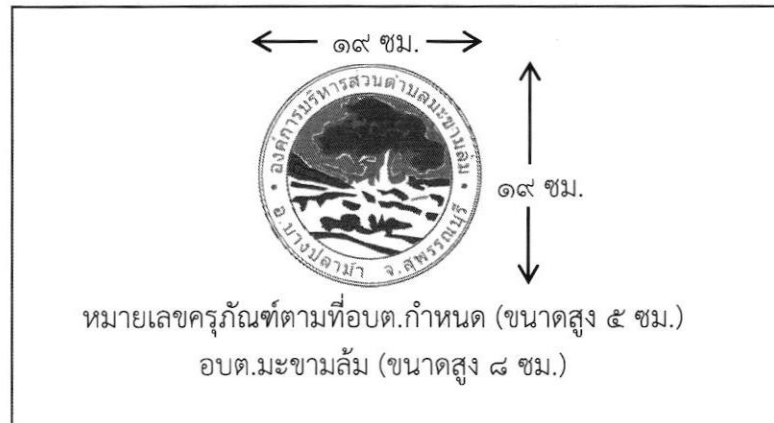 ๑๙ ซม.
องค์การบริหารส่วนตำบลมะขามล้ม
๑๙ ซม.
อ.บางปลาม้า จ.สุพรรณบุรี
หมายเลขครุภัณฑ์ตามที่อบต.กำหนด (ขนาดสูง ๕ ซม.)
อบต.มะขามล้ม (ขนาดสูง ๘ ซม.)